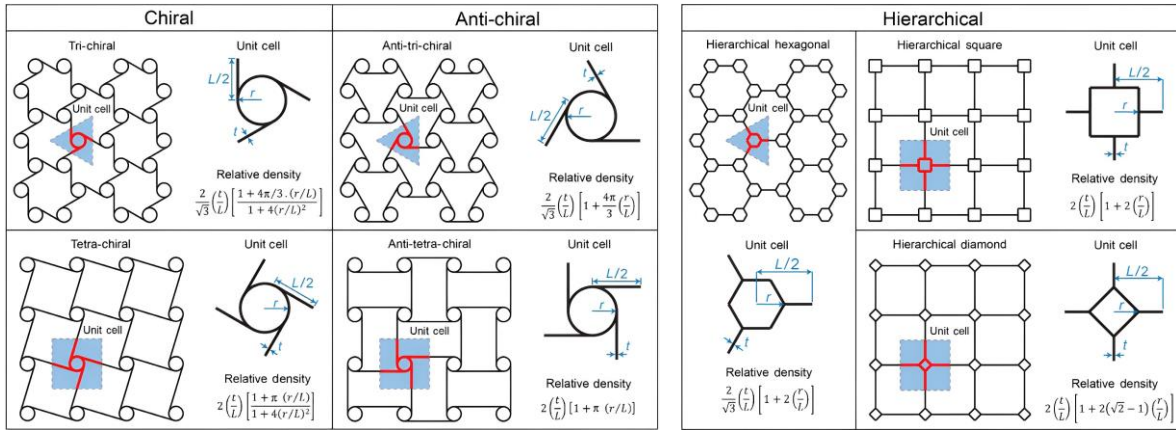 Chiral
Anti-chiral
Tri-chiral
Unit cell
L/2
r
t
Unit cell
Relative density
2/√3 (t/L) [1 + 4π/3 . (r/L) / 1 + 4(r/L)²]
Anti-tri-chiral
Unit cell
t
L/2
r
Unit cell
Relative density
2/√3 (t/L) [1 + 4π/3 (r/L)]
Tetra-chiral
Unit cell
L/2
r
t
Unit cell
Relative density
2 (t/L) [1 + π (r/L) / 1 + 4(r/L)²]
Anti-tetra-chiral
Unit cell
L/2
r
t
Unit cell
Relative density
2 (t/L) [1 + π (r/L)]
Hierarchical
Hierarchical hexagonal
Unit cell
Unit cell
L/2
r
t
Relative density
2/√3 (t/L) [1 + 2 (r/L)]
Hierarchical square
Unit cell
Unit cell
L/2
r
t
Relative density
2 (t/L) [1 + 2 (r/L)]
Hierarchical diamond
Unit cell
Unit cell
L/2
r
t
Relative density
2 (t/L) [1 + 2(√2 − 1) (r/L)]